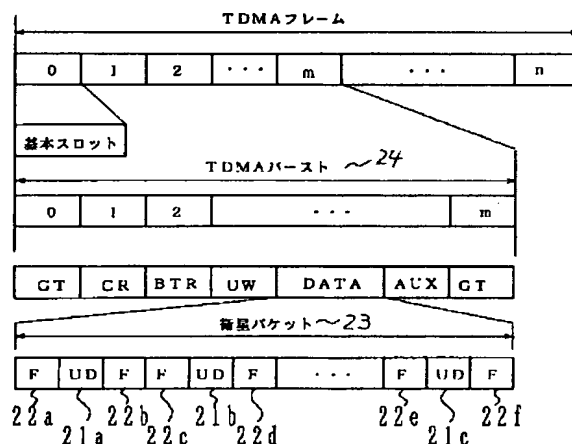 TDMAフレーム
0 1 2 ・・・ m ・・・ n
基本スロット
TDMAバースト ～24
0 1 2 ・・・ m
GT CR BTR UW DATA AUX GT
衛星パケット～23
F UD F F UD F ・・・ F UD F
22a 22b 22c 22d 22e 22f
21a 21b 21c